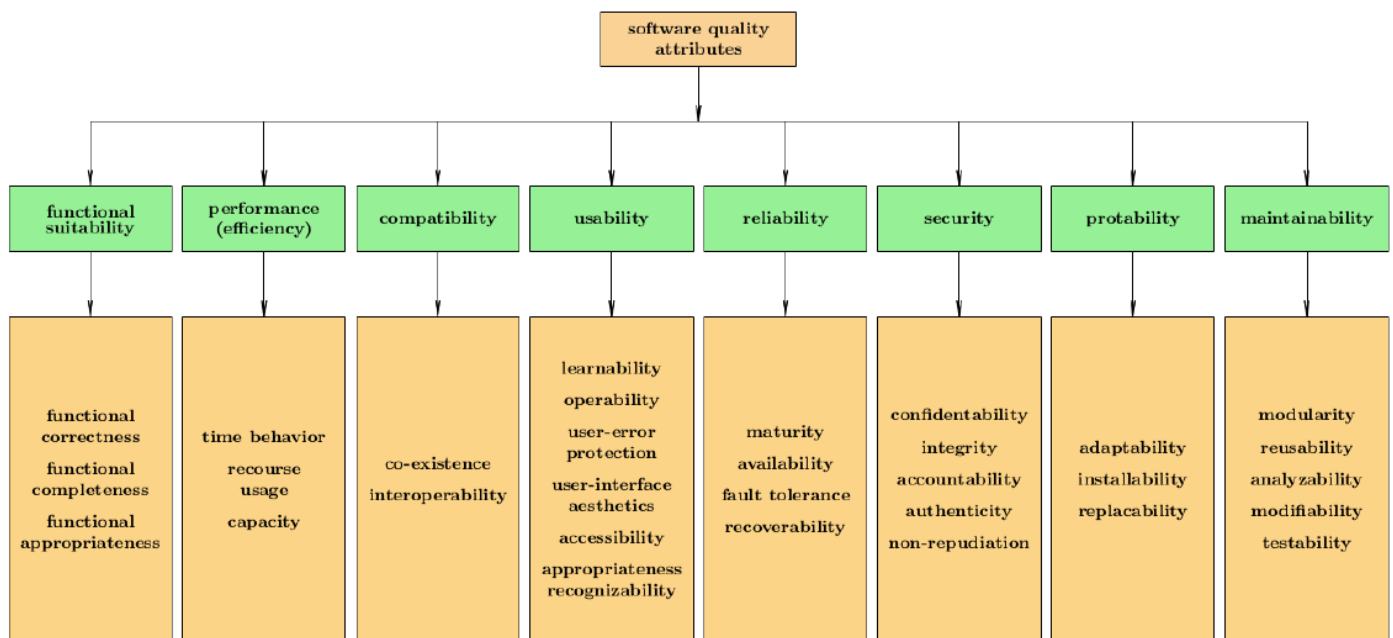 software quality
attributes
functional
suitability
performance
(efficiency)
compatibility
usability
reliability
security
protability
maintainability
functional
correctness
functional
completeness
functional
appropriateness
time behavior
recourse
usage
capacity
co-existence
interoperability
learnability
operability
user-error
protection
user-interface
aesthetics
accessibility
appropriateness
recognizability
maturity
availability
fault tolerance
recoverability
confidentability
integrity
accountability
authenticity
non-repudiation
adaptability
installability
replacability
modularity
reusability
analyzability
modifiability
testability